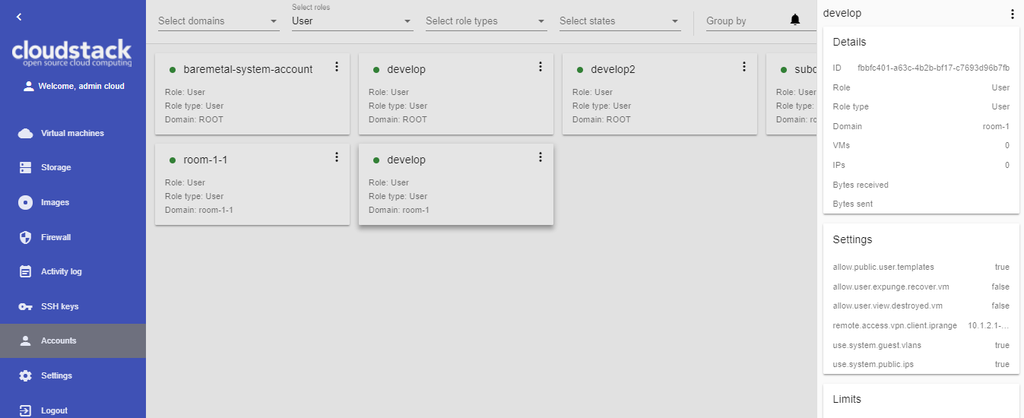 cloudstack
open source cloud computing
Welcome, admin cloud
Virtual machines
Storage
Images
Firewall
Activity log
SSH keys
Accounts
Settings
Logout
Select domains
Select roles
User
Select role types
Select states
Group by
baremetal-system-account
Role: User
Role type: User
Domain: ROOT
develop
Role: User
Role type: User
Domain: ROOT
develop2
Role: User
Role type: User
Domain: ROOT
room-1-1
Role: User
Role type: User
Domain: room-1-1
develop
Role: User
Role type: User
Domain: room-1
develop
Details
ID fbbfc401-a63c-4b2b-bf17-c7693d96b7fb
Role User
Role type User
Domain room-1
VMs 0
IPs 0
Bytes received
Bytes sent
Settings
allow.public.user.templates true
allow.user.expunge.recover.vm false
allow.user.view.destroyed.vm false
remote.access.vpn.client.iprange 10.1.2.1-...
use.system.guest.vlans true
use.system.public.ips true
Limits